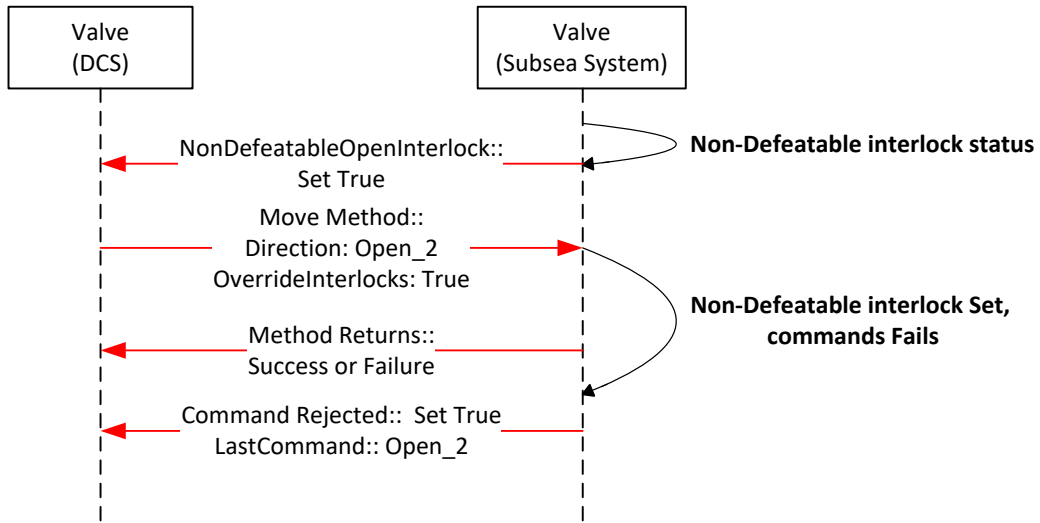 Valve
(DCS)
Valve
(Subsea System)
NonDefeatableOpenInterlock::
Set True
Non-Defeatable interlock status
Move Method::
Direction: Open_2
OverrideInterlocks: True
Non-Defeatable interlock Set,
commands Fails
Method Returns::
Success or Failure
Command Rejected:: Set True
LastCommand:: Open_2